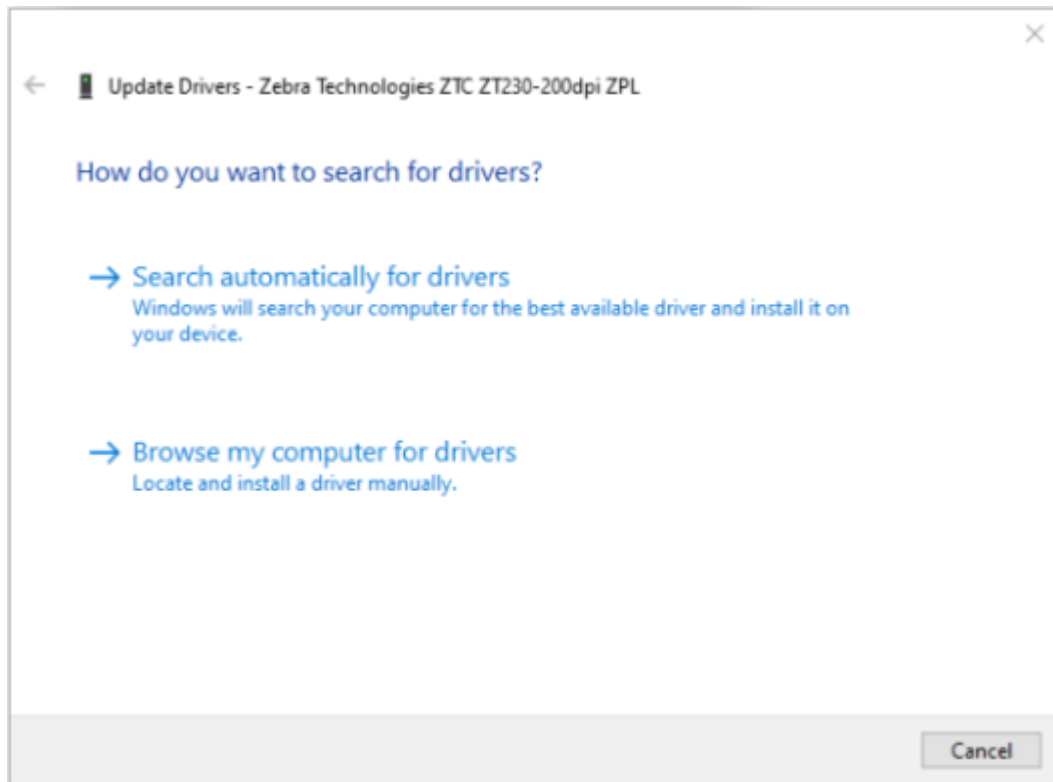 Update Drivers - Zebra Technologies ZTC ZT230-200dpi ZPL
How do you want to search for drivers?
Search automatically for drivers
Windows will search your computer for the best available driver and install it on
your device.
Browse my computer for drivers
Locate and install a driver manually.
Cancel